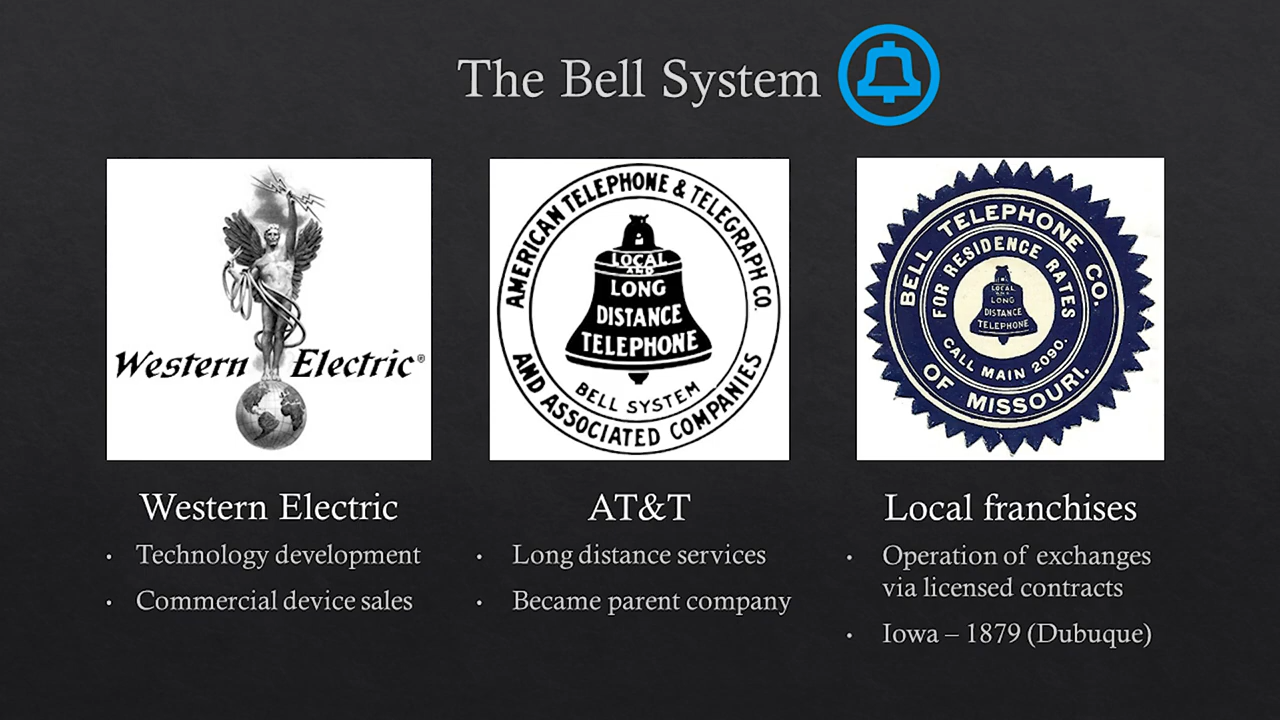 The Bell System
Western Electric®
AMERICAN TELEPHONE & TELEGRAPH CO.
AND ASSOCIATED COMPANIES
LOCAL
AND
LONG
DISTANCE
TELEPHONE
BELL SYSTEM
BELL TELEPHONE CO.
OF MISSOURI.
FOR RESIDENCE RATES
CALL MAIN 2090.
LOCAL
AND
LONG
DISTANCE
TELEPHONE
Western Electric
• Technology development
• Commercial device sales
AT&T
• Long distance services
• Became parent company
Local franchises
• Operation of exchanges
via licensed contracts
• Iowa – 1879 (Dubuque)